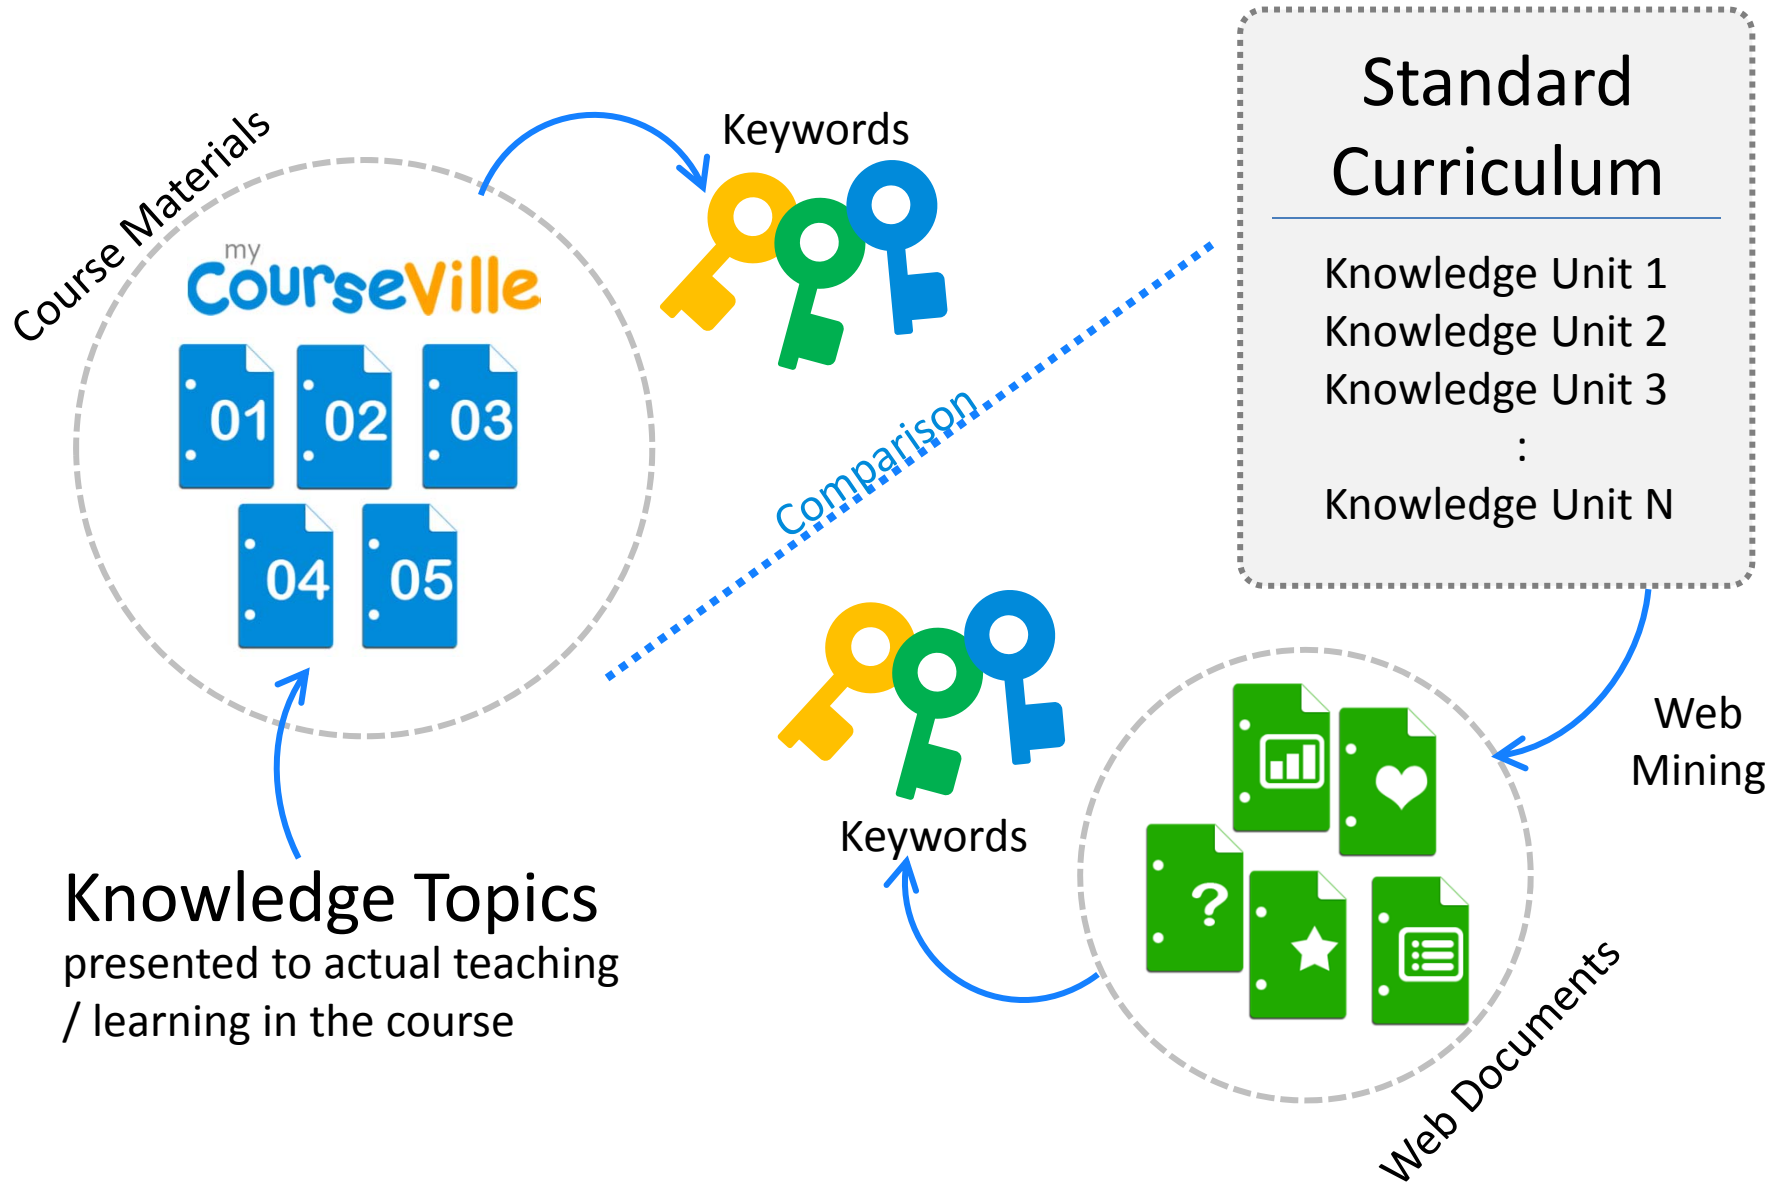 Course Materials
my
CourseVille
01
02
03
04
05
Knowledge Topics
presented to actual teaching
/ learning in the course
Keywords
Comparison
Standard
Curriculum
Knowledge Unit 1
Knowledge Unit 2
Knowledge Unit 3
:
Knowledge Unit N
Web
Mining
?
Web Documents
Keywords